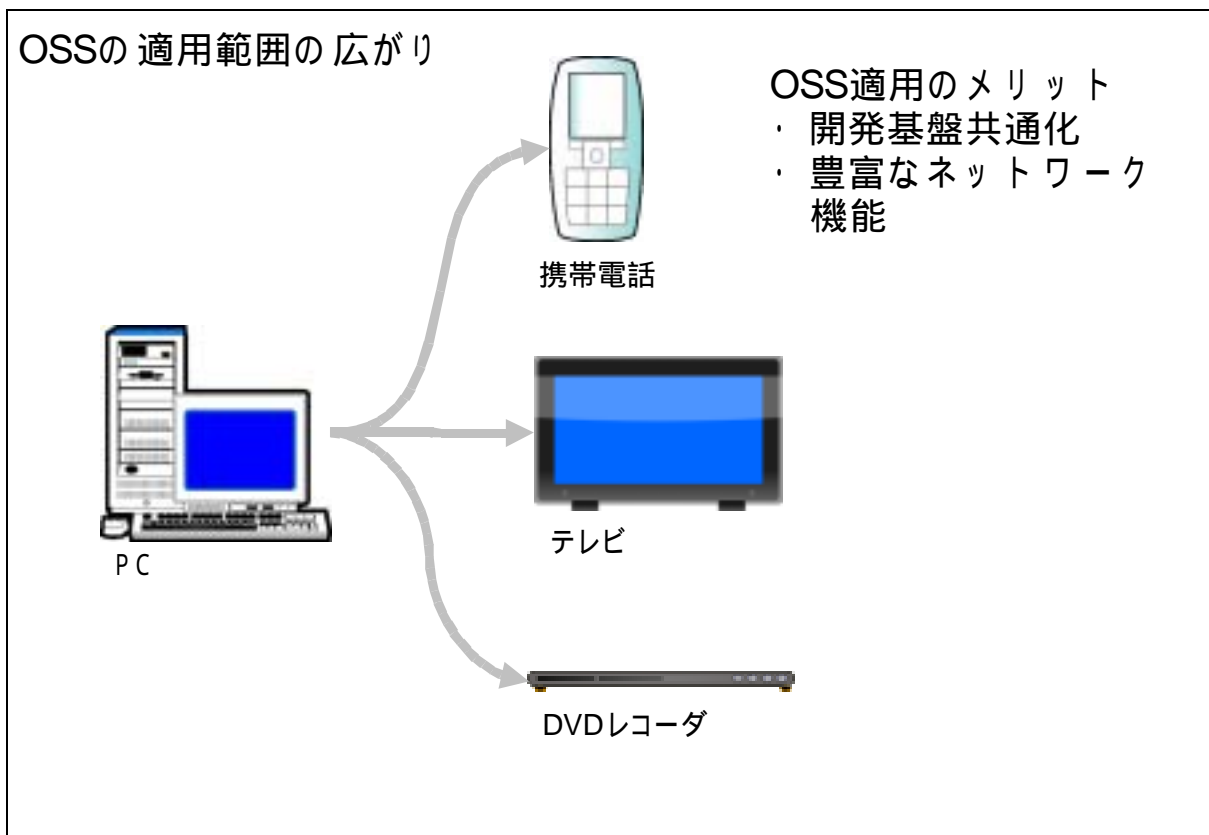 OSSの適用範囲の広がり
OSS適用のメリット
・ 開発基盤共通化
・ 豊富なネットワーク
機能
携帯電話
テレビ
PC
DVDレコーダ